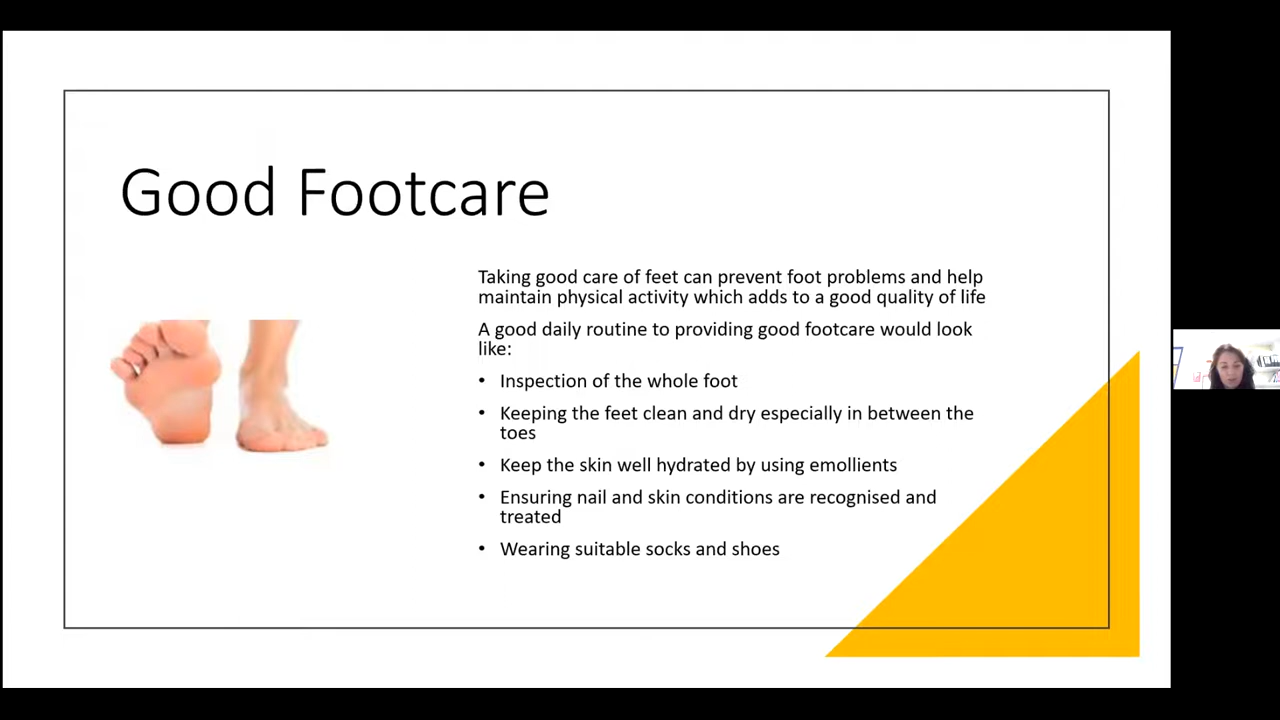 Good Footcare
Taking good care of feet can prevent foot problems and help
maintain physical activity which adds to a good quality of life
A good daily routine to providing good footcare would look
like:
• Inspection of the whole foot
• Keeping the feet clean and dry especially in between the
toes
• Keep the skin well hydrated by using emollients
• Ensuring nail and skin conditions are recognised and
treated
• Wearing suitable socks and shoes